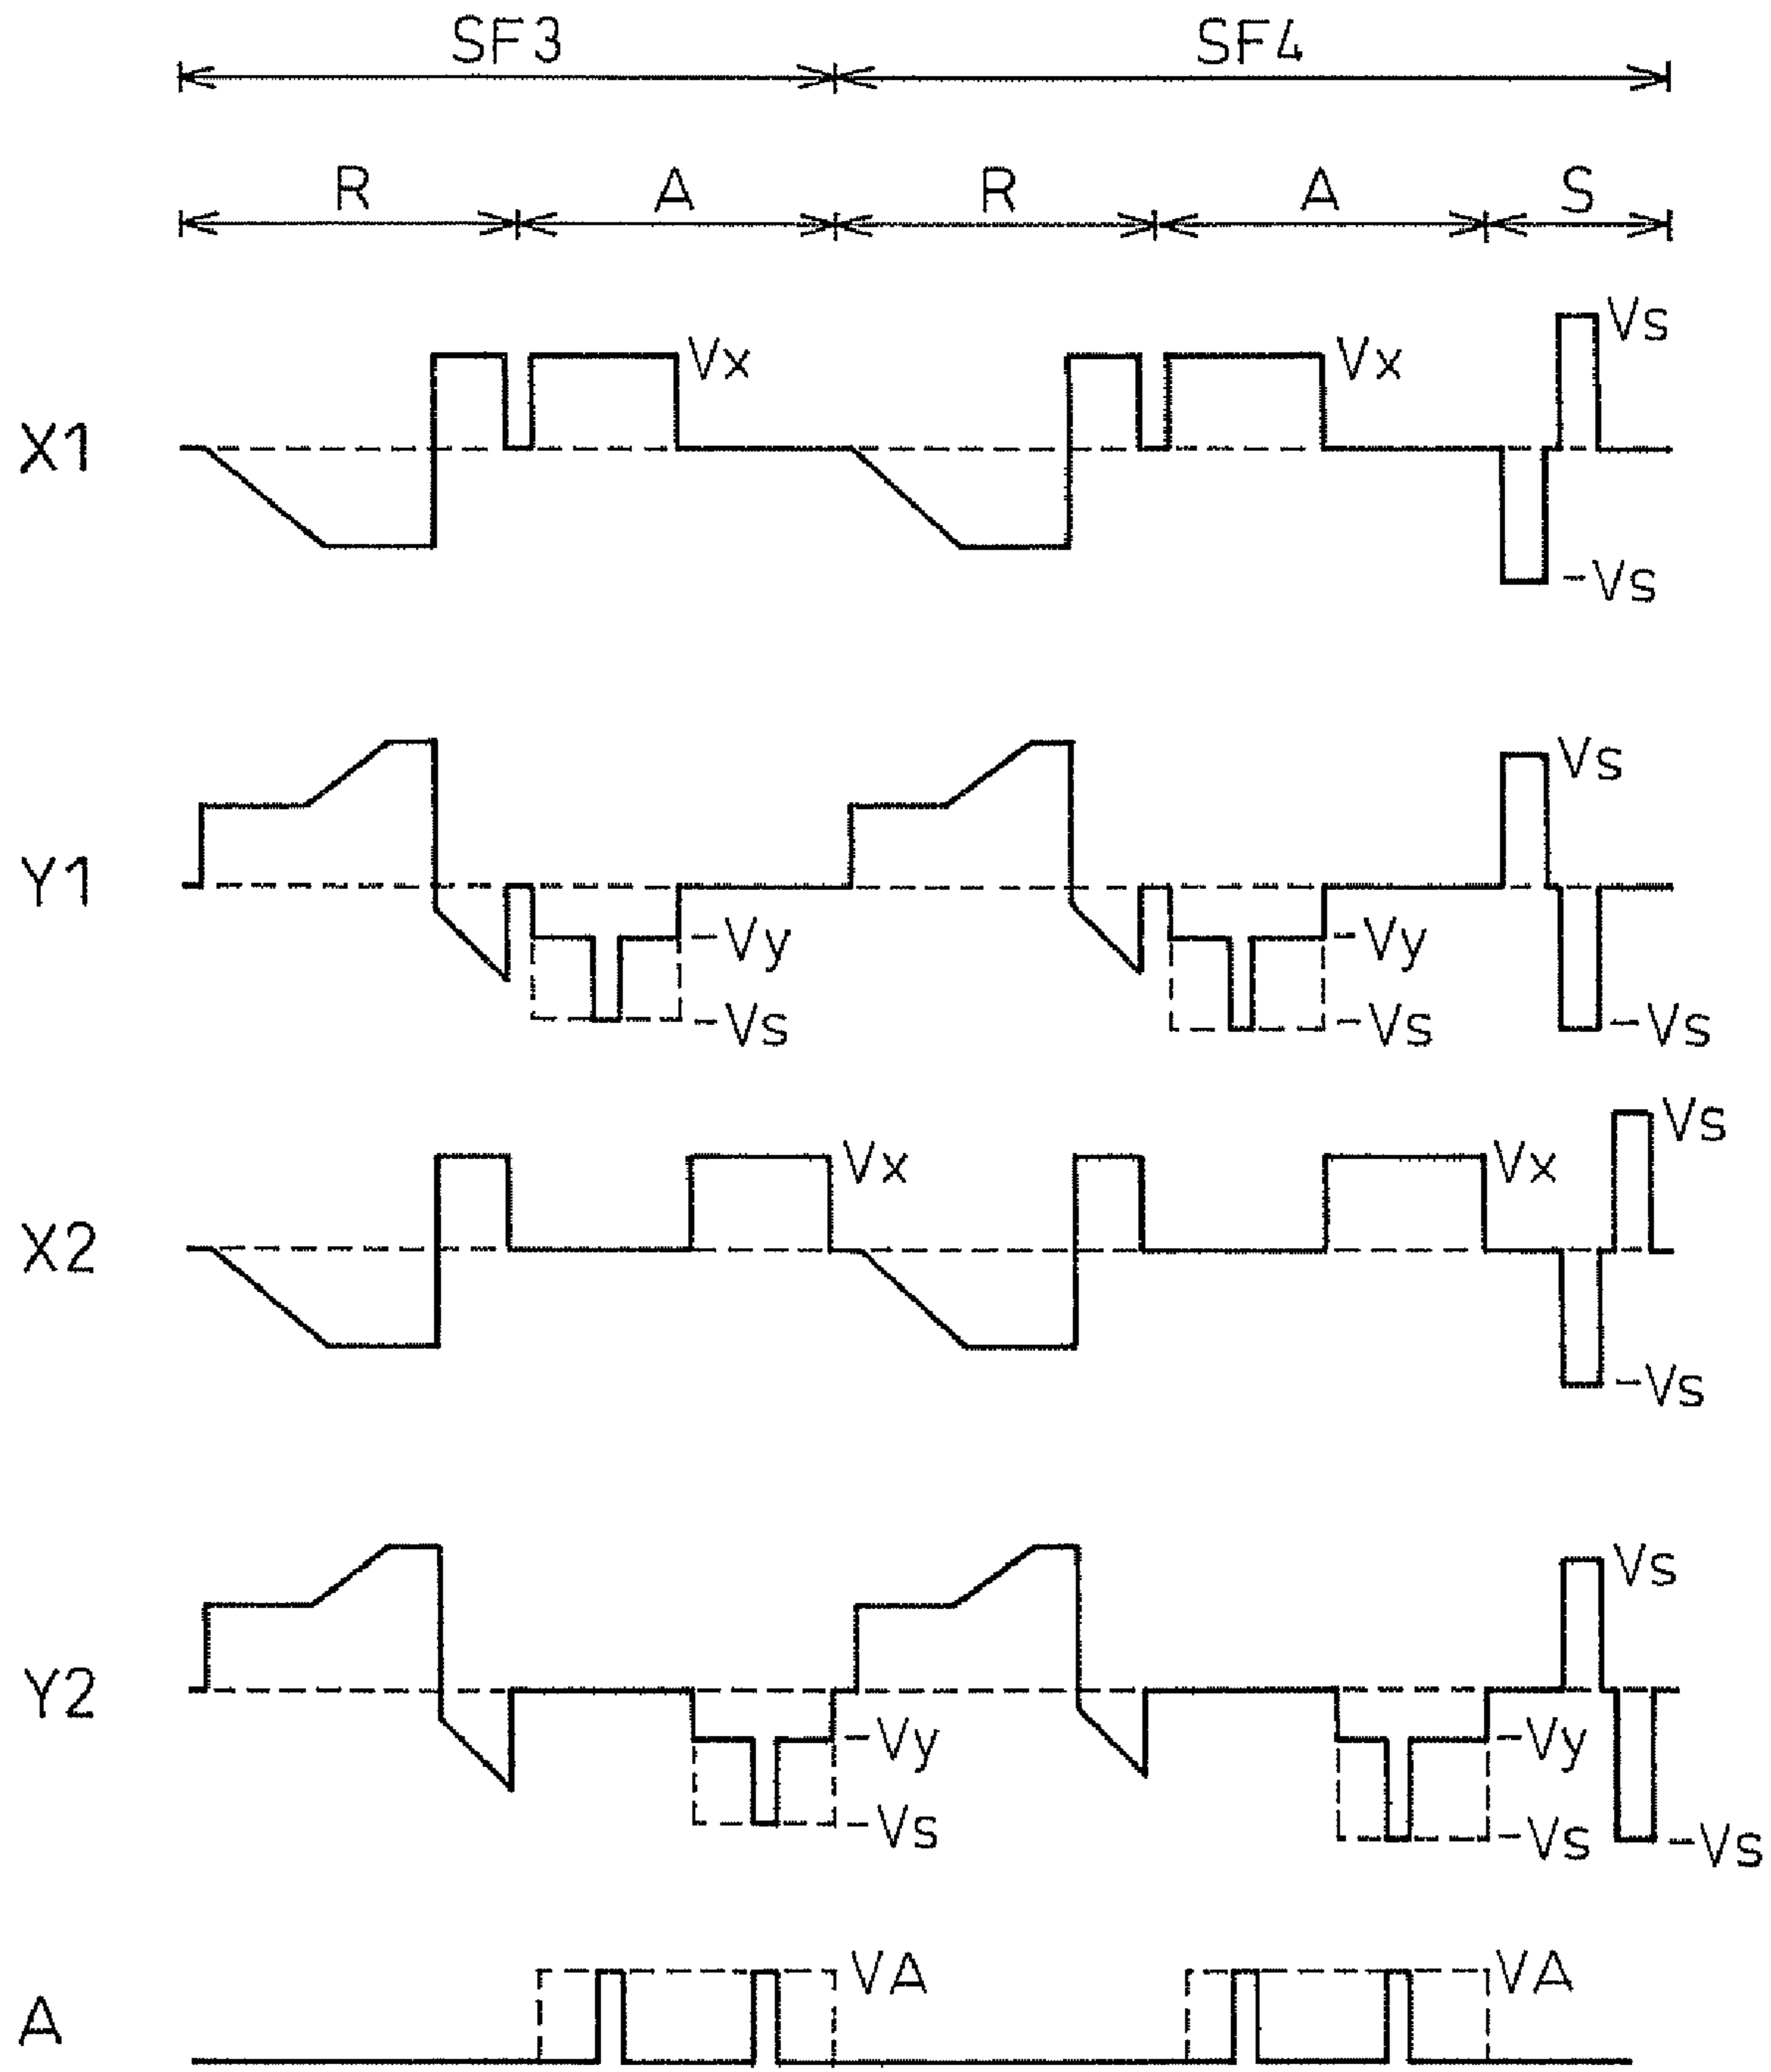 SF3 SF4
R A R A S
Vs
Vx Vx
X1
-Vs
Vs
Y1
-Vy -Vy
-Vs -Vs -Vs
Vs
Vx Vx
X2
-Vs
Vs
Y2
-Vy -Vy
-Vs -Vs -Vs
VA VA
A